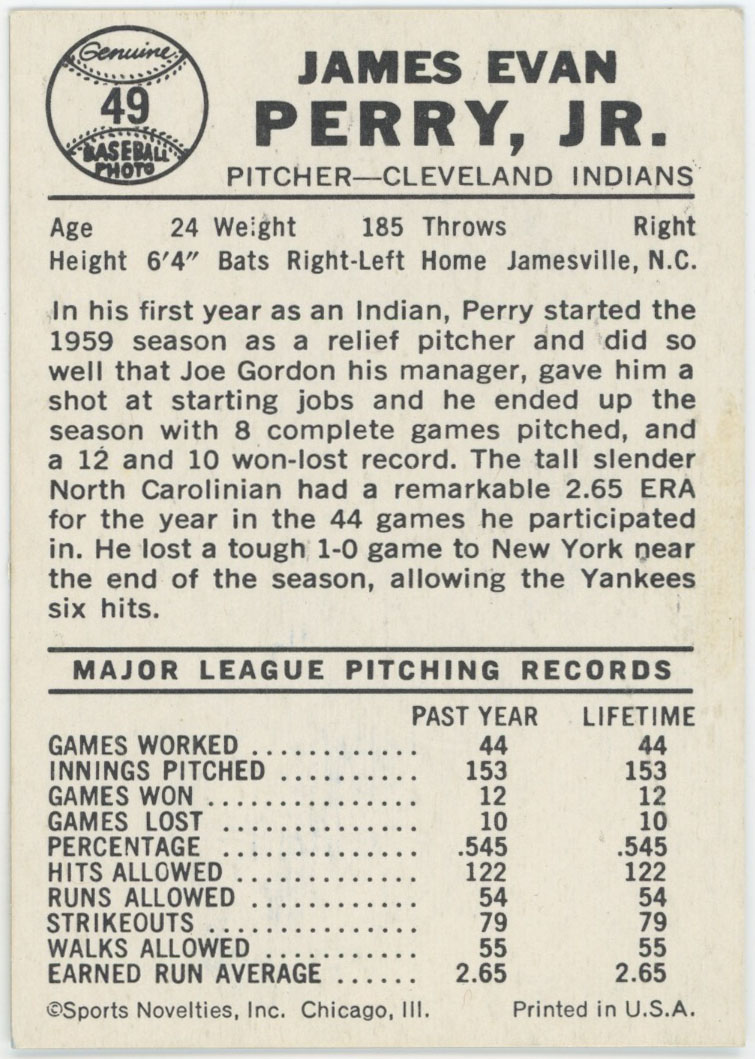 Genuine
49
BASEBALL
PHOTO
JAMES EVAN
PERRY, JR.
PITCHER—CLEVELAND INDIANS
Age 24 Weight 185 Throws Right
Height 6'4" Bats Right-Left Home Jamesville, N.C.
In his first year as an Indian, Perry started the
1959 season as a relief pitcher and did so
well that Joe Gordon his manager, gave him a
shot at starting jobs and he ended up the
season with 8 complete games pitched, and
a 12 and 10 won-lost record. The tall slender
North Carolinian had a remarkable 2.65 ERA
for the year in the 44 games he participated
in. He lost a tough 1-0 game to New York near
the end of the season, allowing the Yankees
six hits.
MAJOR LEAGUE PITCHING RECORDS
PAST YEAR LIFETIME
GAMES WORKED ............ 44 44
INNINGS PITCHED .......... 153 153
GAMES WON ............... 12 12
GAMES LOST .............. 10 10
PERCENTAGE .............. .545 .545
HITS ALLOWED ............. 122 122
RUNS ALLOWED ............ 54 54
STRIKEOUTS ............... 79 79
WALKS ALLOWED ........... 55 55
EARNED RUN AVERAGE ...... 2.65 2.65
©Sports Novelties, Inc. Chicago, Ill. Printed in U.S.A.